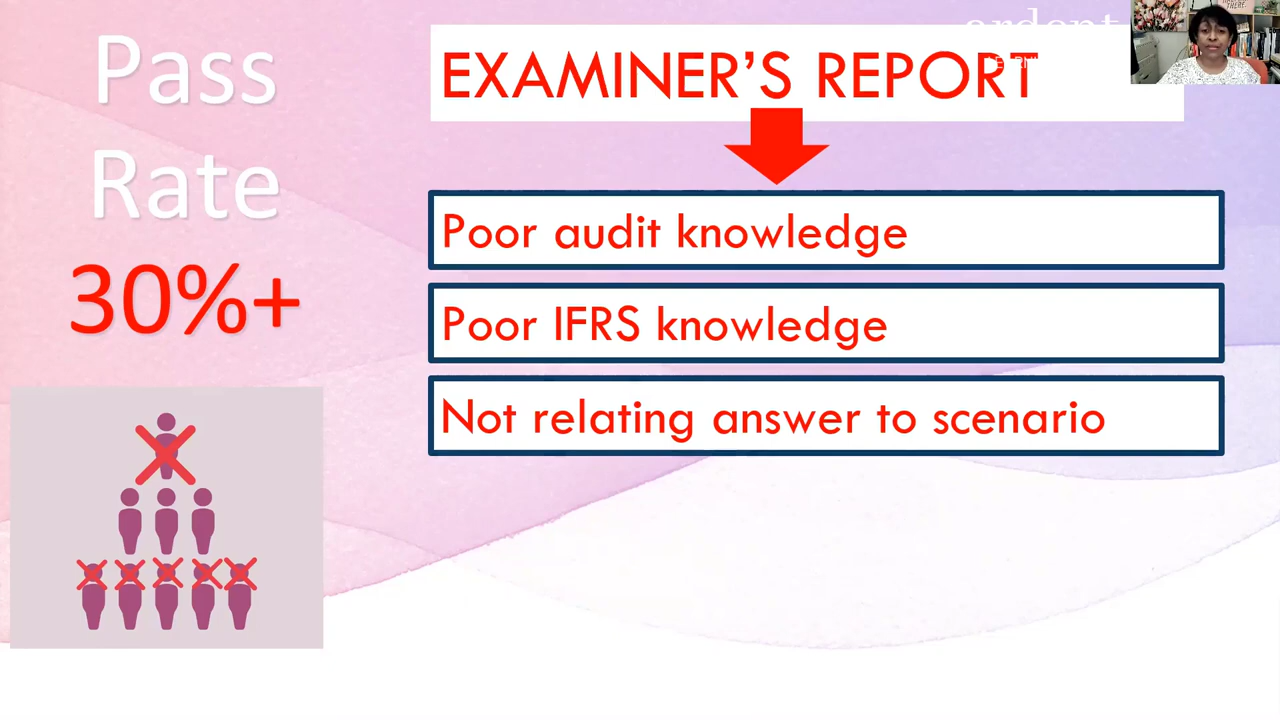 Pass
Rate
30%+
EXAMINER'S REPORT
Poor audit knowledge
Poor IFRS knowledge
Not relating answer to scenario